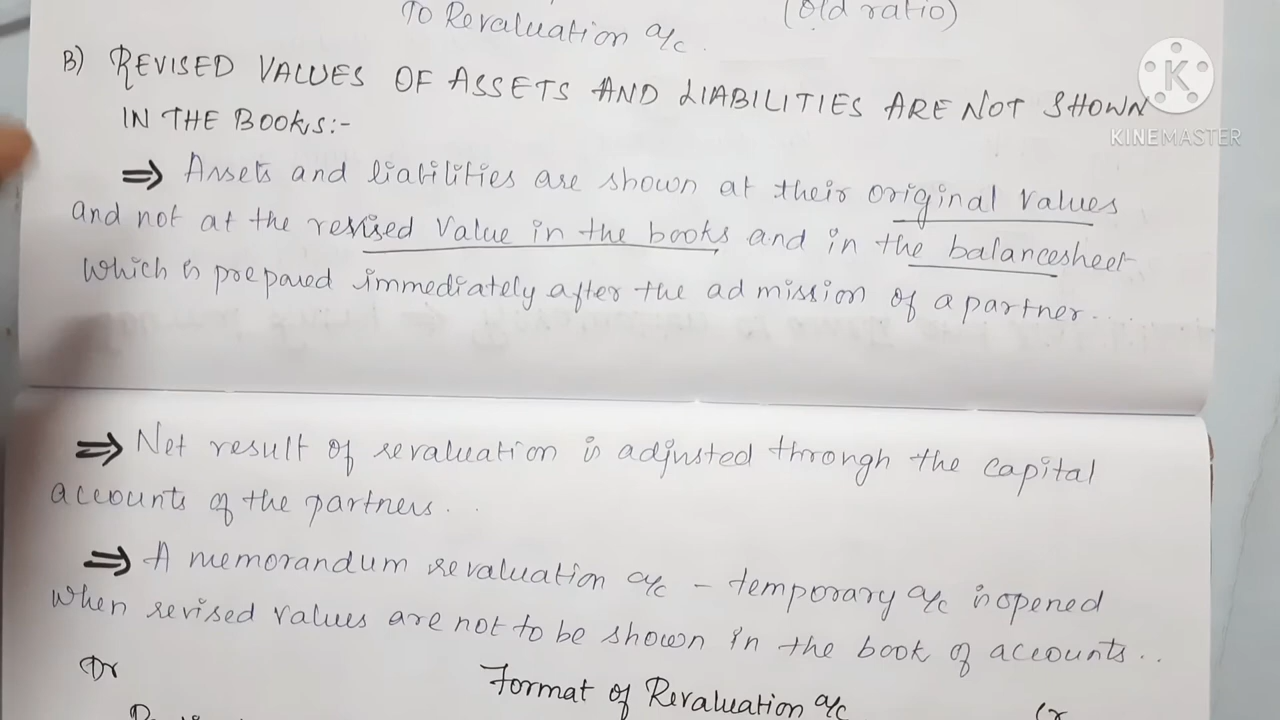 To Revaluation a/c.
(Old ratio)
B) REVISED VALUES OF ASSETS AND LIABILITIES ARE NOT SHOWN
IN THE BOOKS:-
⇒ Assets and liabilities are shown at their original values
and not at the revised value in the books and in the balancesheet
which is prepared immediately after the admission of a partner....
⇒ Net result of revaluation is adjusted through the capital
accounts of the partners. . .
⇒ A memorandum revaluation a/c - temporary a/c is opened
when revised values are not to be shown in the book of accounts..
Dr
Format of Revaluation a/c
Cr
K
KINEMASTER